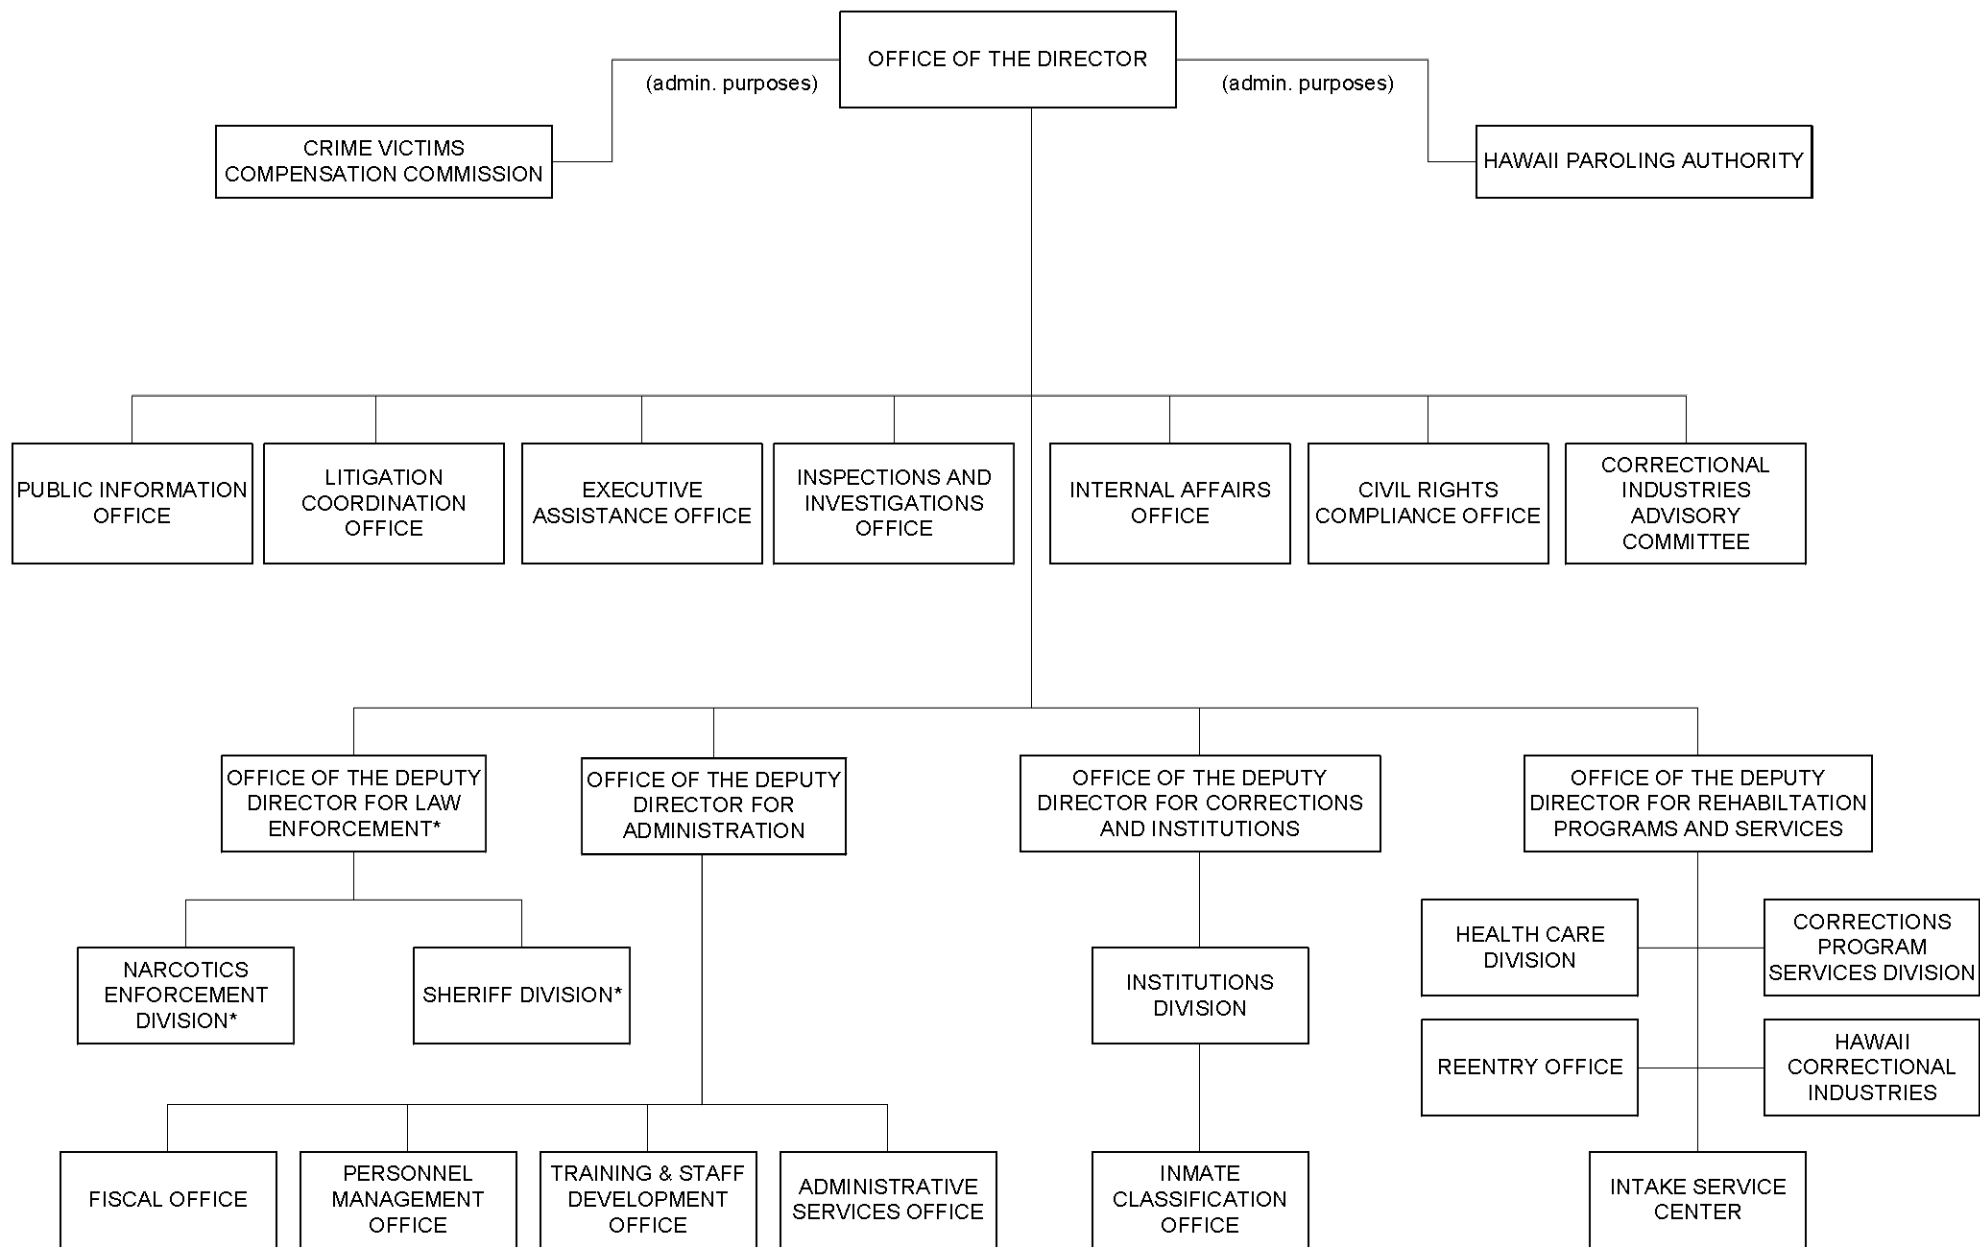 OFFICE OF THE DIRECTOR
(admin. purposes)
(admin. purposes)
CRIME VICTIMS
COMPENSATION COMMISSION
HAWAII PAROLING AUTHORITY
PUBLIC INFORMATION
OFFICE
LITIGATION
COORDINATION
OFFICE
EXECUTIVE
ASSISTANCE OFFICE
INSPECTIONS AND
INVESTIGATIONS
OFFICE
INTERNAL AFFAIRS
OFFICE
CIVIL RIGHTS
COMPLIANCE OFFICE
CORRECTIONAL
INDUSTRIES
ADVISORY
COMMITTEE
OFFICE OF THE DEPUTY
DIRECTOR FOR LAW
ENFORCEMENT*
OFFICE OF THE DEPUTY
DIRECTOR FOR
ADMINISTRATION
OFFICE OF THE DEPUTY
DIRECTOR FOR CORRECTIONS
AND INSTITUTIONS
OFFICE OF THE DEPUTY
DIRECTOR FOR REHABILTATION
PROGRAMS AND SERVICES
NARCOTICS
ENFORCEMENT
DIVISION*
SHERIFF DIVISION*
INSTITUTIONS
DIVISION
HEALTH CARE
DIVISION
CORRECTIONS
PROGRAM
SERVICES DIVISION
REENTRY OFFICE
HAWAII
CORRECTIONAL
INDUSTRIES
FISCAL OFFICE
PERSONNEL
MANAGEMENT
OFFICE
TRAINING & STAFF
DEVELOPMENT
OFFICE
ADMINISTRATIVE
SERVICES OFFICE
INMATE
CLASSIFICATION
OFFICE
INTAKE SERVICE
CENTER